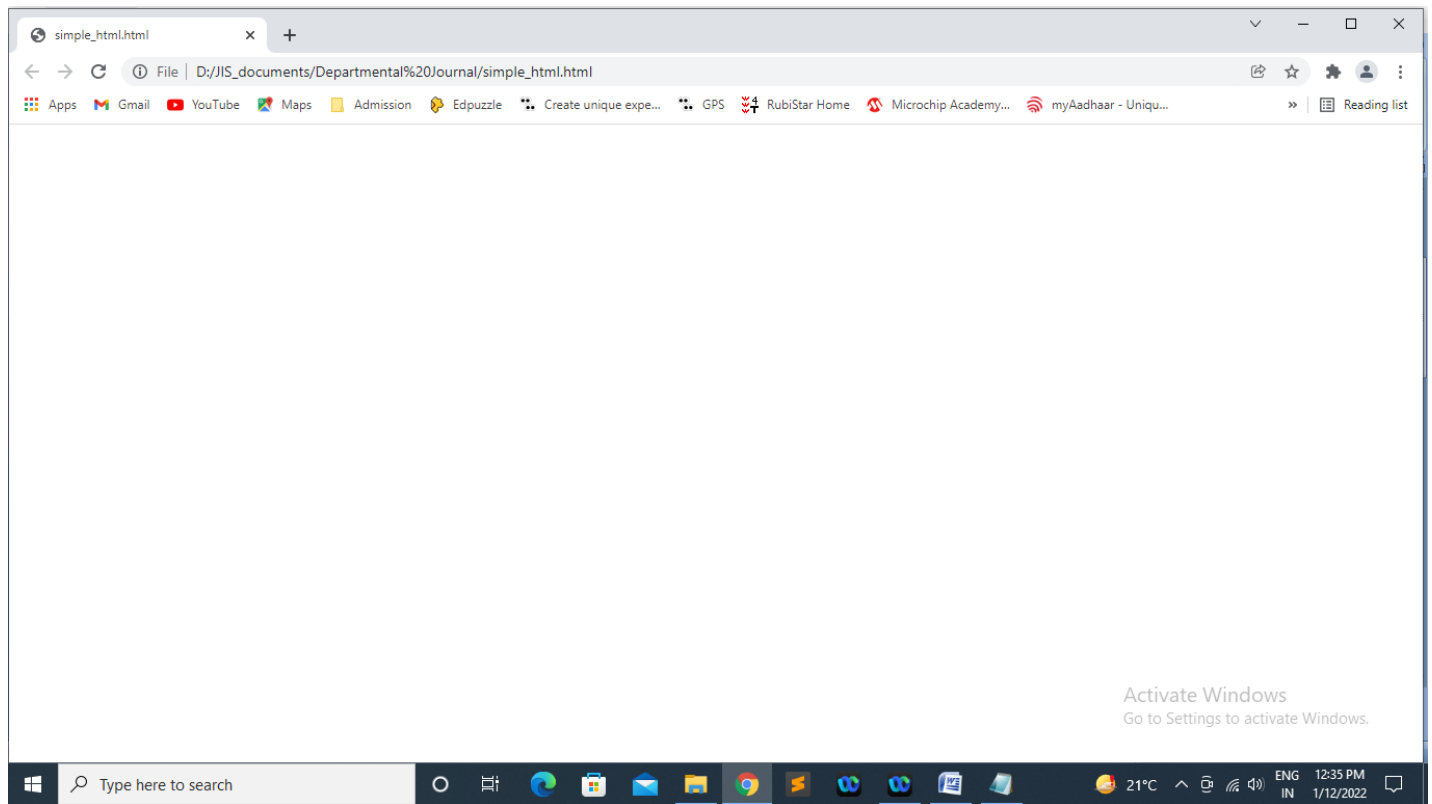 simple_html.html
File D:/JIS_documents/Departmental%20Journal/simple_html.html
Apps Gmail YouTube Maps Admission Edpuzzle Create unique expe... GPS RubiStar Home Microchip Academy... myAadhaar - Uniqu... » Reading list
Activate Windows
Go to Settings to activate Windows.
Type here to search 21°C ENG 12:35 PM
IN 1/12/2022